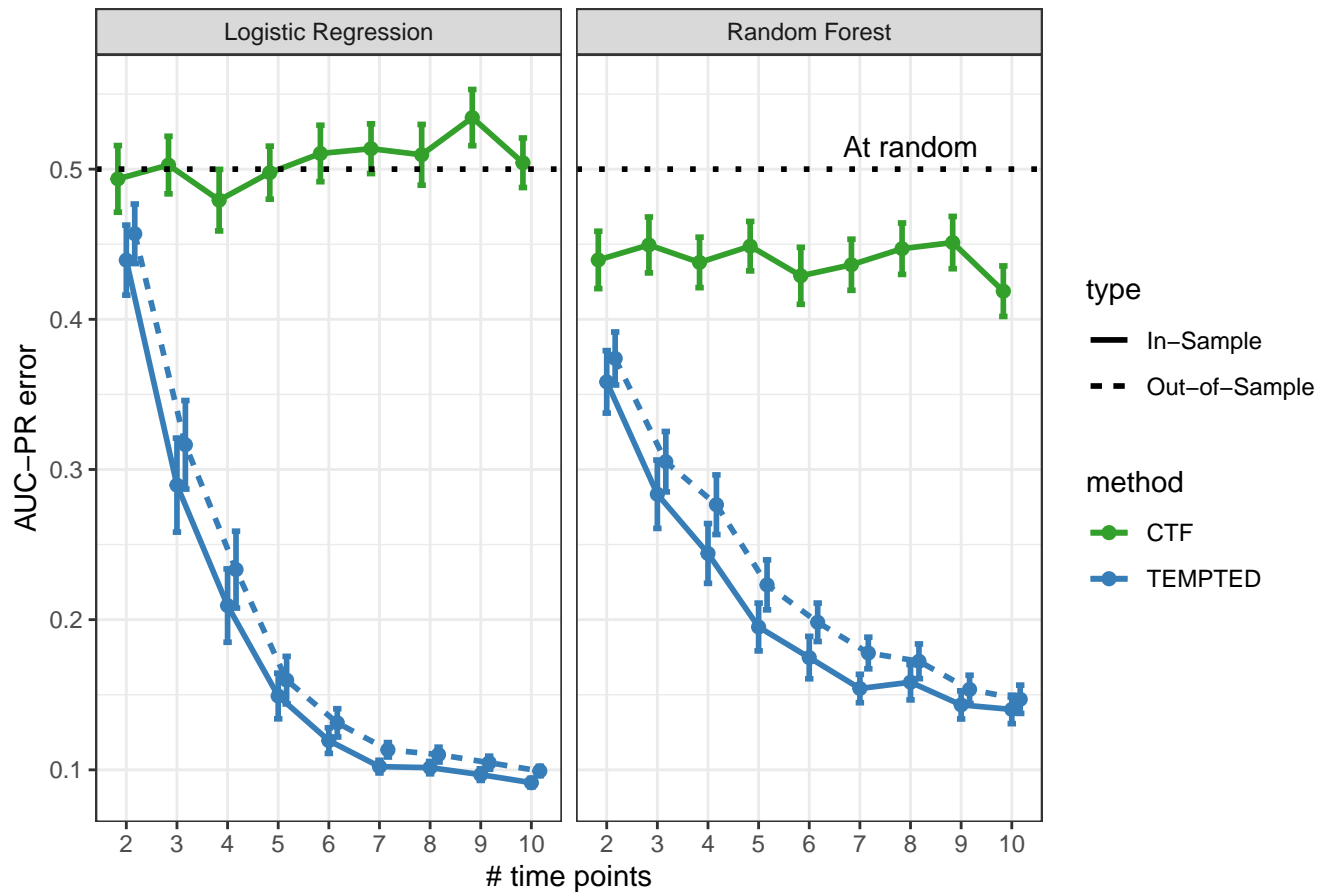 Logistic Regression
Random Forest
At random
AUC−PR error
0.5
0.4
0.3
0.2
0.1
2 3 4 5 6 7 8 9 10
2 3 4 5 6 7 8 9 10
# time points
type
In−Sample
Out−of−Sample
method
CTF
TEMPTED